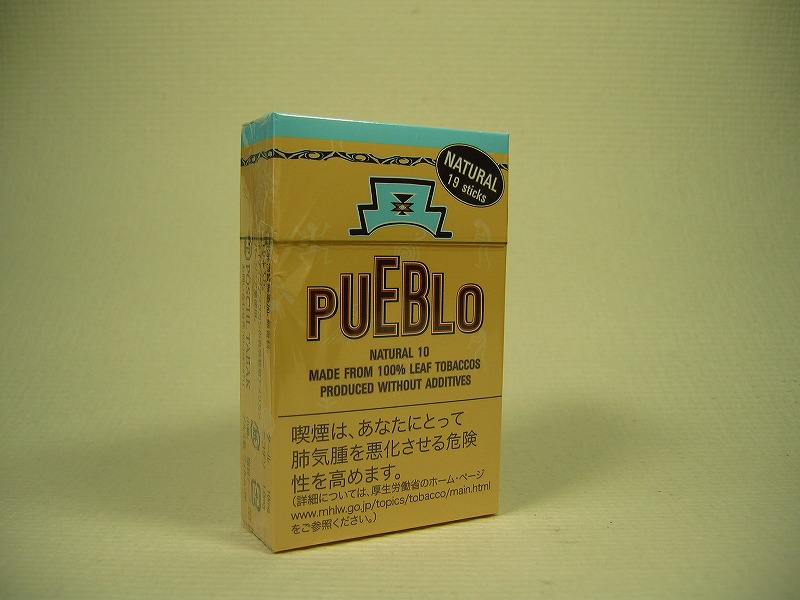 NATURAL
19 sticks
PUEBLO
NATURAL 10
MADE FROM 100% LEAF TOBACCOS
PRODUCED WITHOUT ADDITIVES
喫煙は、あなたにとって
肺気腫を悪化させる危険
性を高めます。
(詳細については、厚生労働省のホーム・ページ
www.mhlw.go.jp/topics/tobacco/main.html
をご参照ください。)
POSCHL TABAK